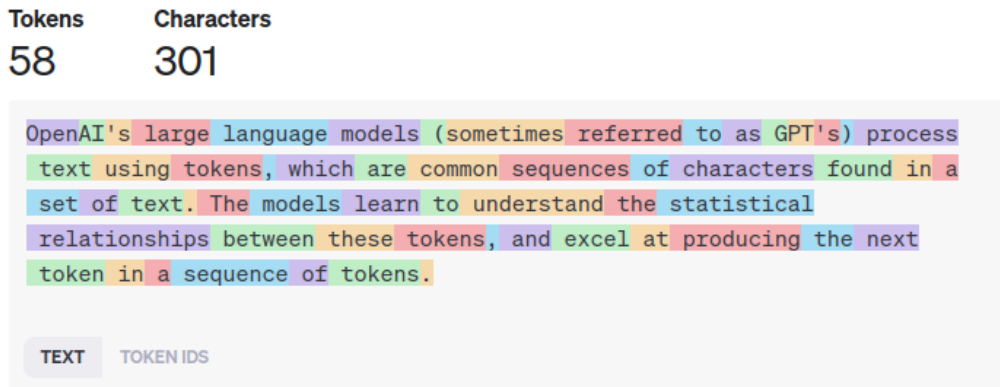 Tokens Characters
58 301
OpenAI's large language models (sometimes referred to as GPT's) process
text using tokens, which are common sequences of characters found in a
set of text. The models learn to understand the statistical
relationships between these tokens, and excel at producing the next
token in a sequence of tokens.
TEXT TOKEN IDS